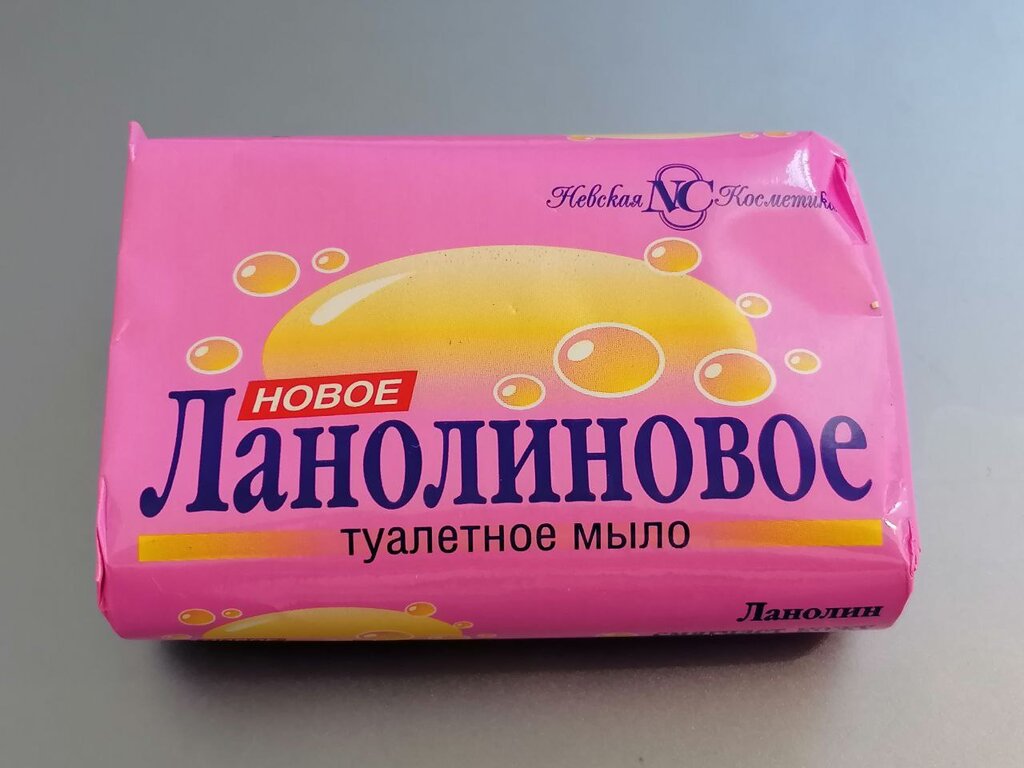 Невская NC Косметика
НОВОЕ
Ланолиновое
туалетное мыло
Ланолин